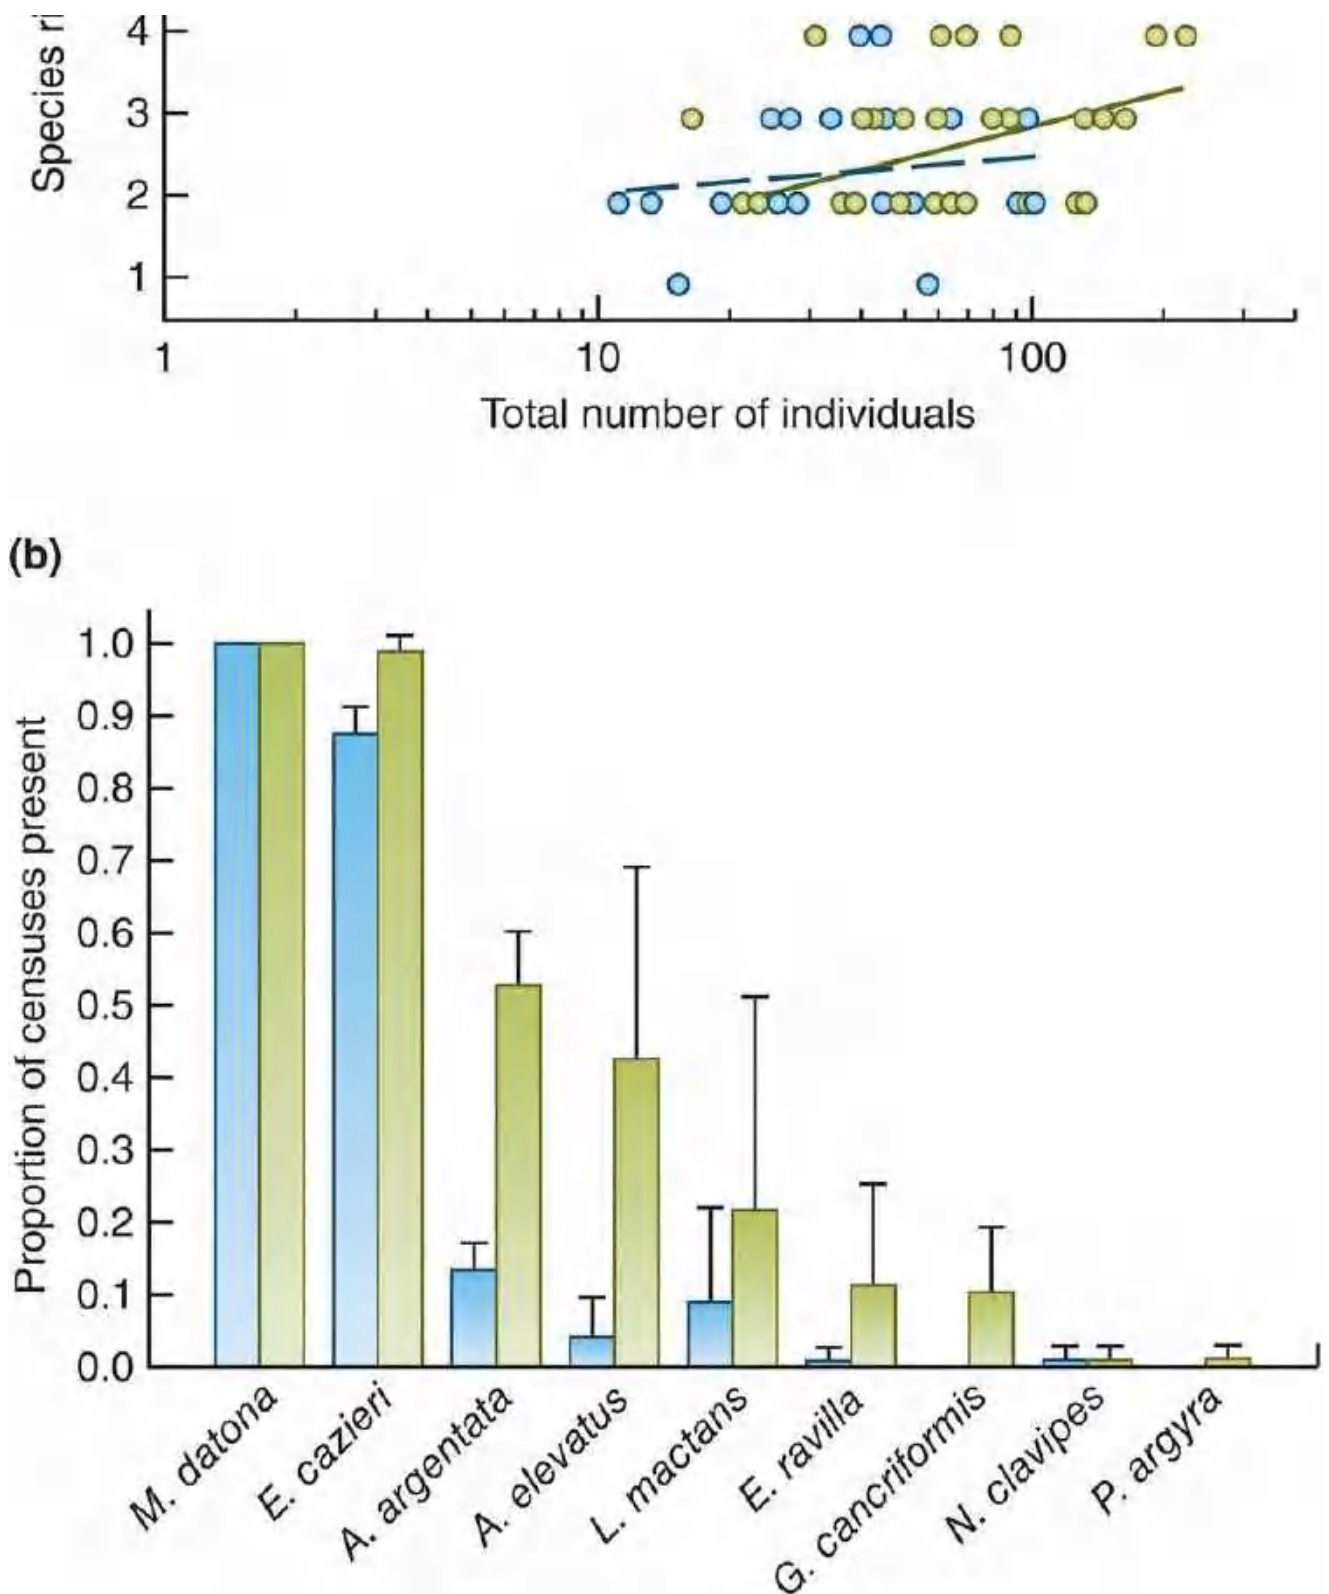 4
3
2
1
Species
1 10 100
Total number of individuals
(b)
1.0
0.9
0.8
0.7
0.6
0.5
0.4
0.3
0.2
0.1
0.0
Proportion of censuses present
M. datona
E. cazieri
A. argentata
A. elevatus
L. mactans
E. ravilla
G. cancriformis
N. clavipes
P. argyra